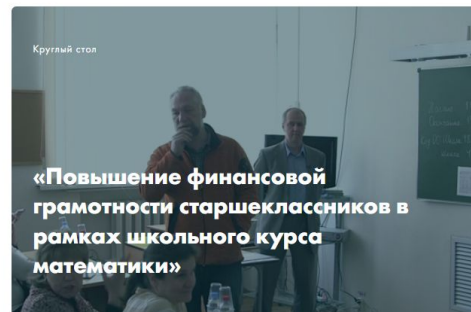 Круглый стол
«Повышение финансовой
грамотности старшеклассников в
рамках школьного курса
математики»